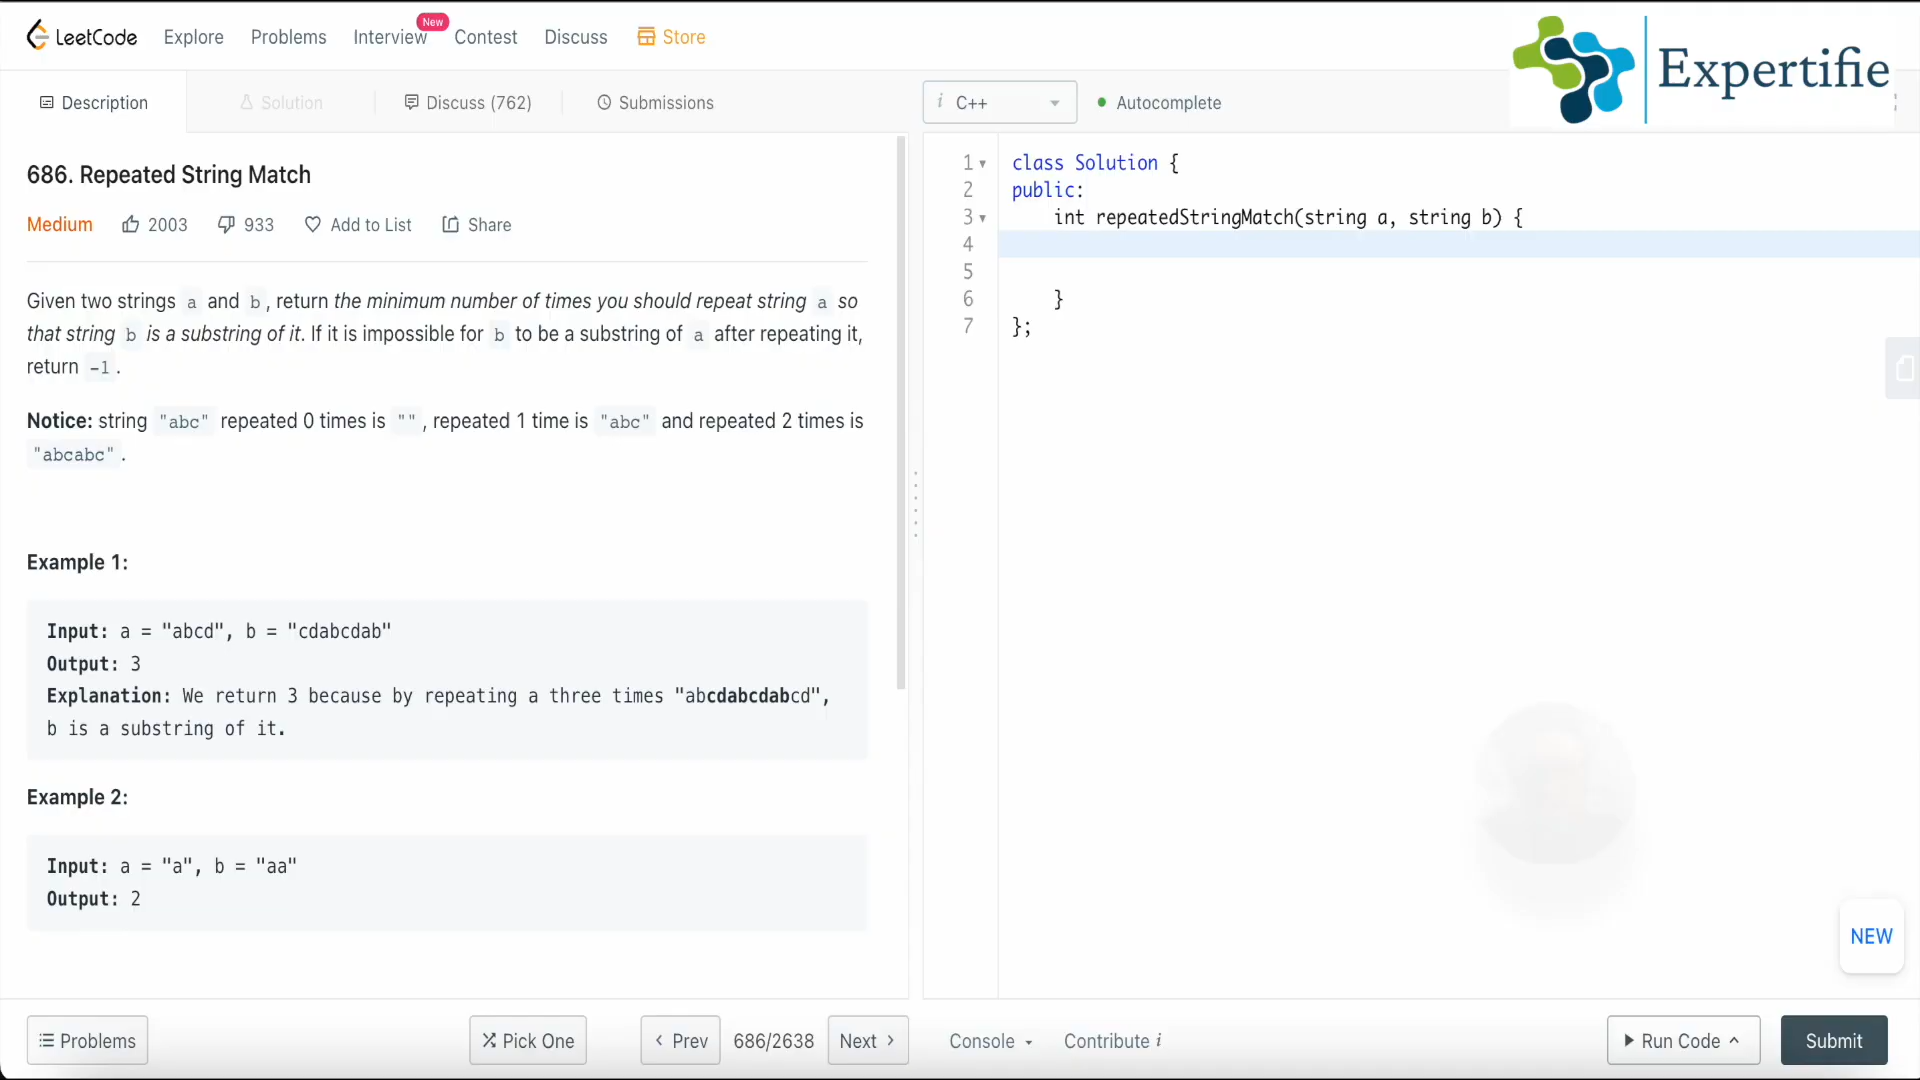 LeetCode Explore Problems Interview New Contest Discuss Store
Expertifie
Description Solution Discuss (762) Submissions
i C++ Autocomplete
686. Repeated String Match
Medium 2003 933 Add to List Share
Given two strings a and b, return the minimum number of times you should repeat string a so
that string b is a substring of it. If it is impossible for b to be a substring of a after repeating it,
return -1.
Notice: string "abc" repeated 0 times is "", repeated 1 time is "abc" and repeated 2 times is
"abcabc".
Example 1:
Input: a = "abcd", b = "cdabcdab"
Output: 3
Explanation: We return 3 because by repeating a three times "abcdabcdabcd",
b is a substring of it.
Example 2:
Input: a = "a", b = "aa"
Output: 2
1 class Solution {
2 public:
3 int repeatedStringMatch(string a, string b) {
4
5
6 }
7 };
NEW
Problems Pick One Prev 686/2638 Next Console Contribute i Run Code Submit